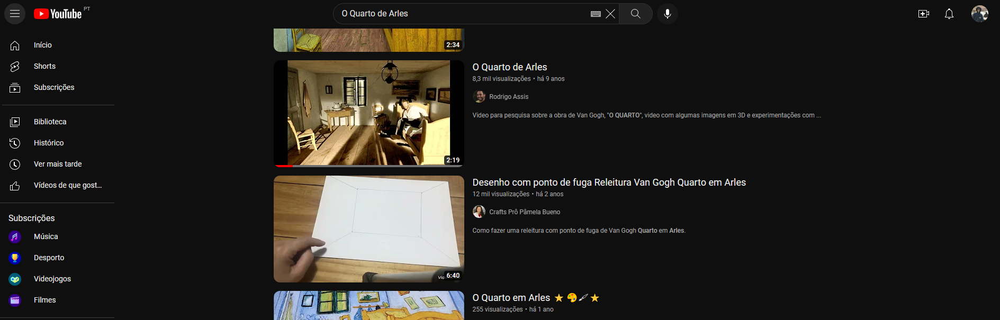 YouTube PT
O Quarto de Arles
Início
Shorts
Subscrições
Biblioteca
Histórico
Ver mais tarde
Vídeos de que gost...
Subscrições
Música
Desporto
Videojogos
Filmes
2:34
2:19
O Quarto de Arles
8,3 mil visualizações • há 9 anos
Rodrigo Assis
Video para pesquisa sobre a obra de Van Gogh, "O QUARTO", video com algumas imagens em 3D e experimentações com ...
6:40
Desenho com ponto de fuga Releitura Van Gogh Quarto em Arles
12 mil visualizações • há 2 anos
Crafts Prô Pâmela Bueno
Como fazer uma releitura com ponto de fuga de Van Gogh Quarto em Arles.
O Quarto em Arles ⭐ 🎨🖌⭐
255 visualizações • há 1 ano